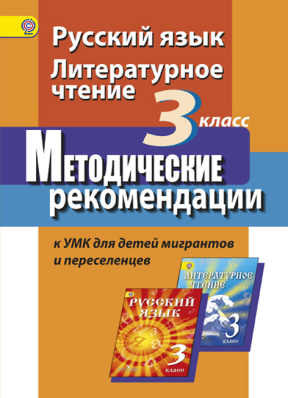 Русский язык
Литературное
чтение
3 класс
Методические
рекомендации
к УМК для детей мигрантов
и переселенцев
ЛИТЕРАТУРНОЕ
ЧТЕНИЕ
3
КЛАСС
РУССКИЙ
ЯЗЫК
3
КЛАСС